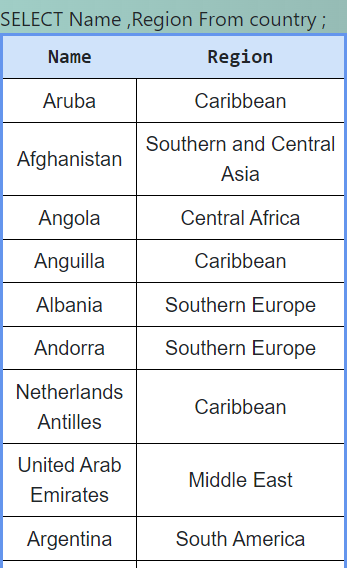 SELECT Name ,Region From country ;
Name Region
Aruba Caribbean
Afghanistan Southern and Central
Asia
Angola Central Africa
Anguilla Caribbean
Albania Southern Europe
Andorra Southern Europe
Netherlands
Antilles Caribbean
United Arab
Emirates Middle East
Argentina South America